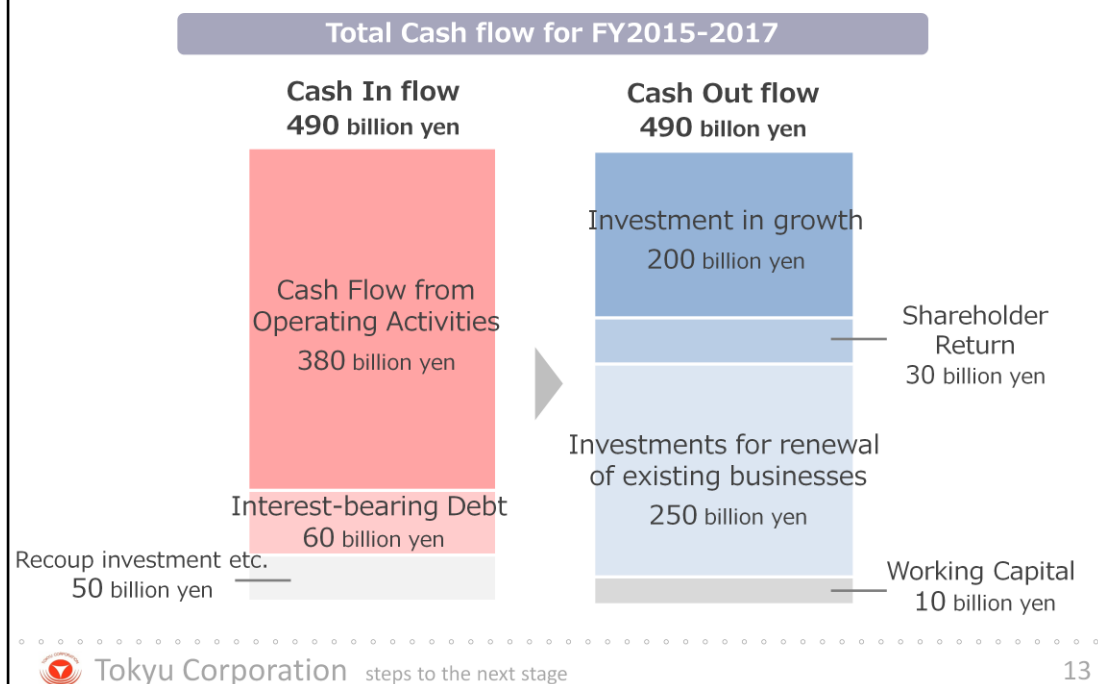 Total Cash flow for FY2015-2017
Cash In flow
490 billion yen
Cash Flow from
Operating Activities
380 billion yen
Interest-bearing Debt
60 billion yen
Recoup investment etc.
50 billion yen
Cash Out flow
490 billon yen
Investment in growth
200 billion yen
Shareholder
Return
30 billion yen
Investments for renewal
of existing businesses
250 billion yen
Working Capital
10 billion yen
Tokyu Corporation steps to the next stage
13